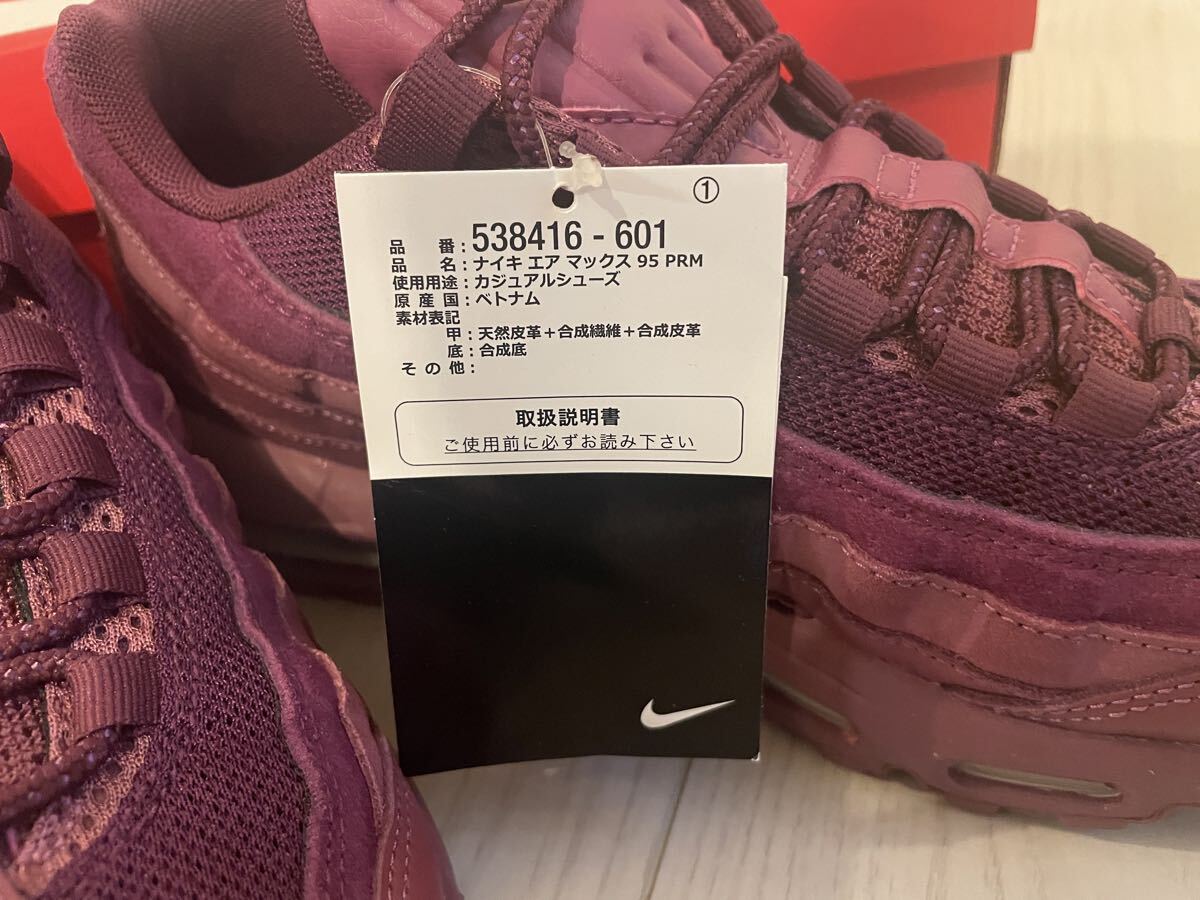 ①
品 番:538416 - 601
品 名:ナイキ エア マックス 95 PRM
使用用途:カジュアルシューズ
原 産 国:ベトナム
素材表記
甲:天然皮革＋合成繊維＋合成皮革
底:合成底
そ の 他:
取扱説明書
ご使用前に必ずお読み下さい